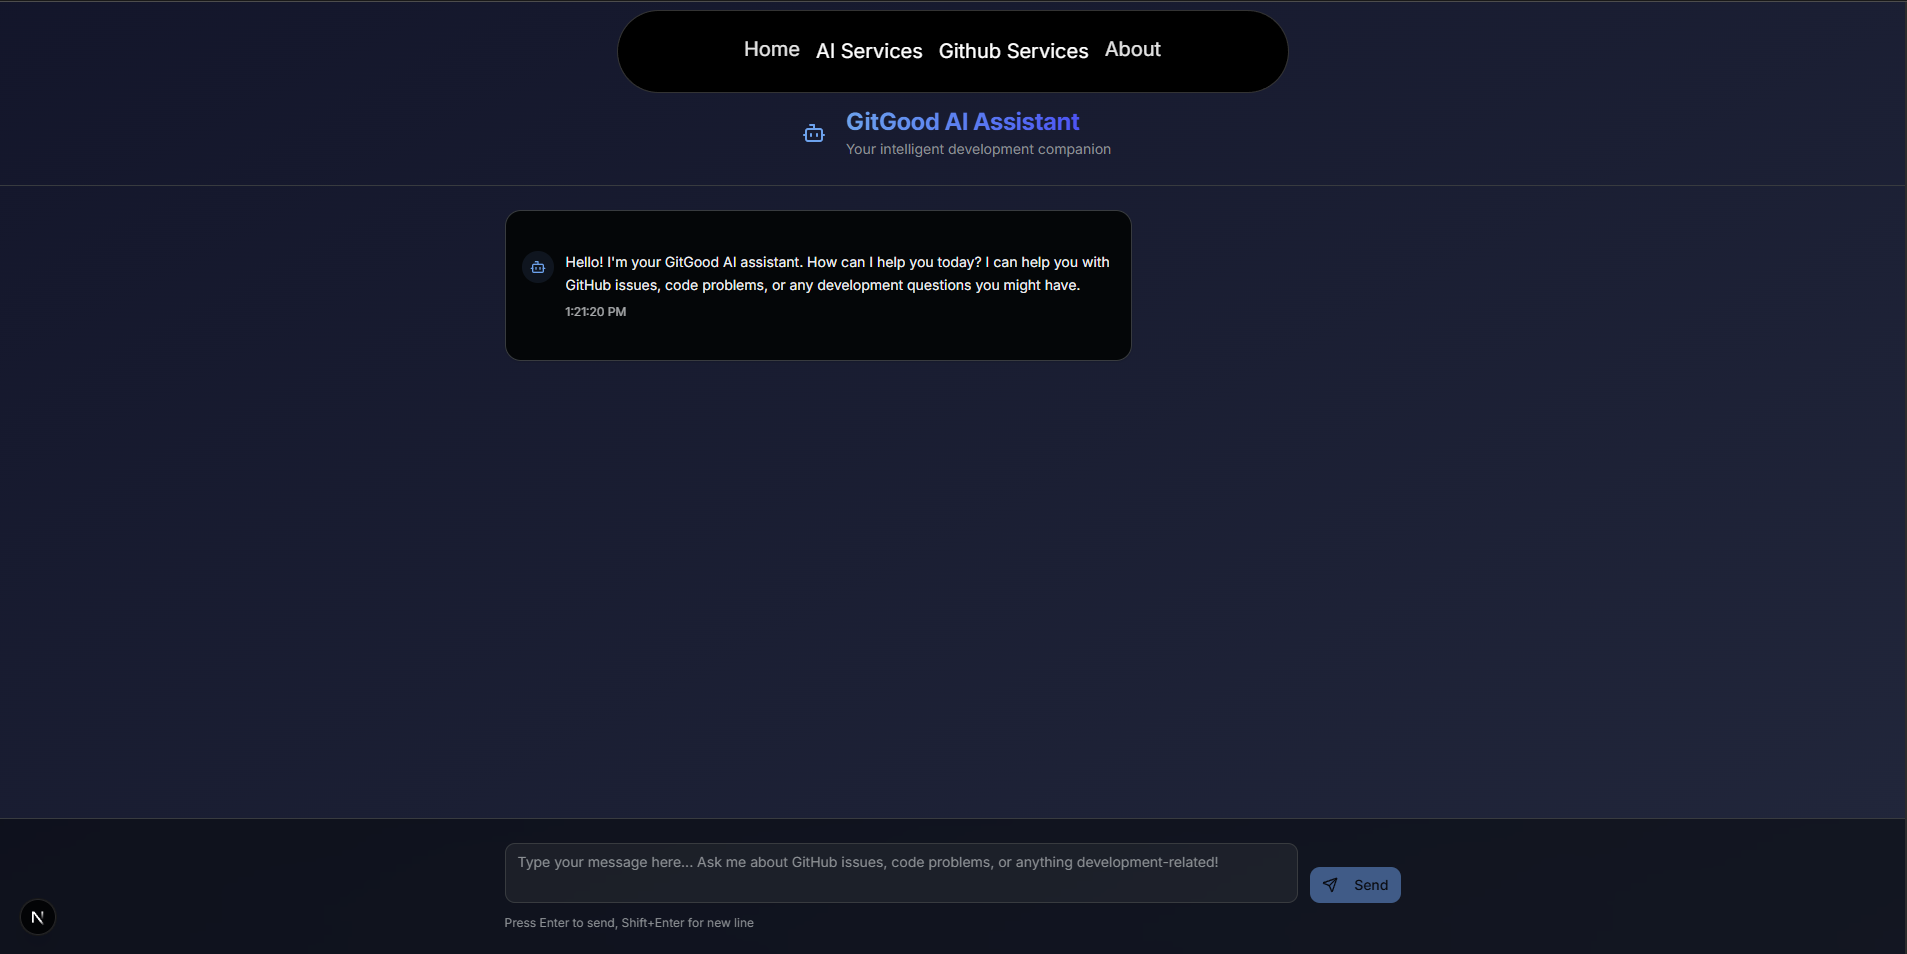 Home AI Services Github Services About
GitGood AI Assistant
Your intelligent development companion
Hello! I'm your GitGood AI assistant. How can I help you today? I can help you with
GitHub issues, code problems, or any development questions you might have.
1:21:20 PM
Type your message here... Ask me about GitHub issues, code problems, or anything development-related!
Send
Press Enter to send, Shift+Enter for new line
N